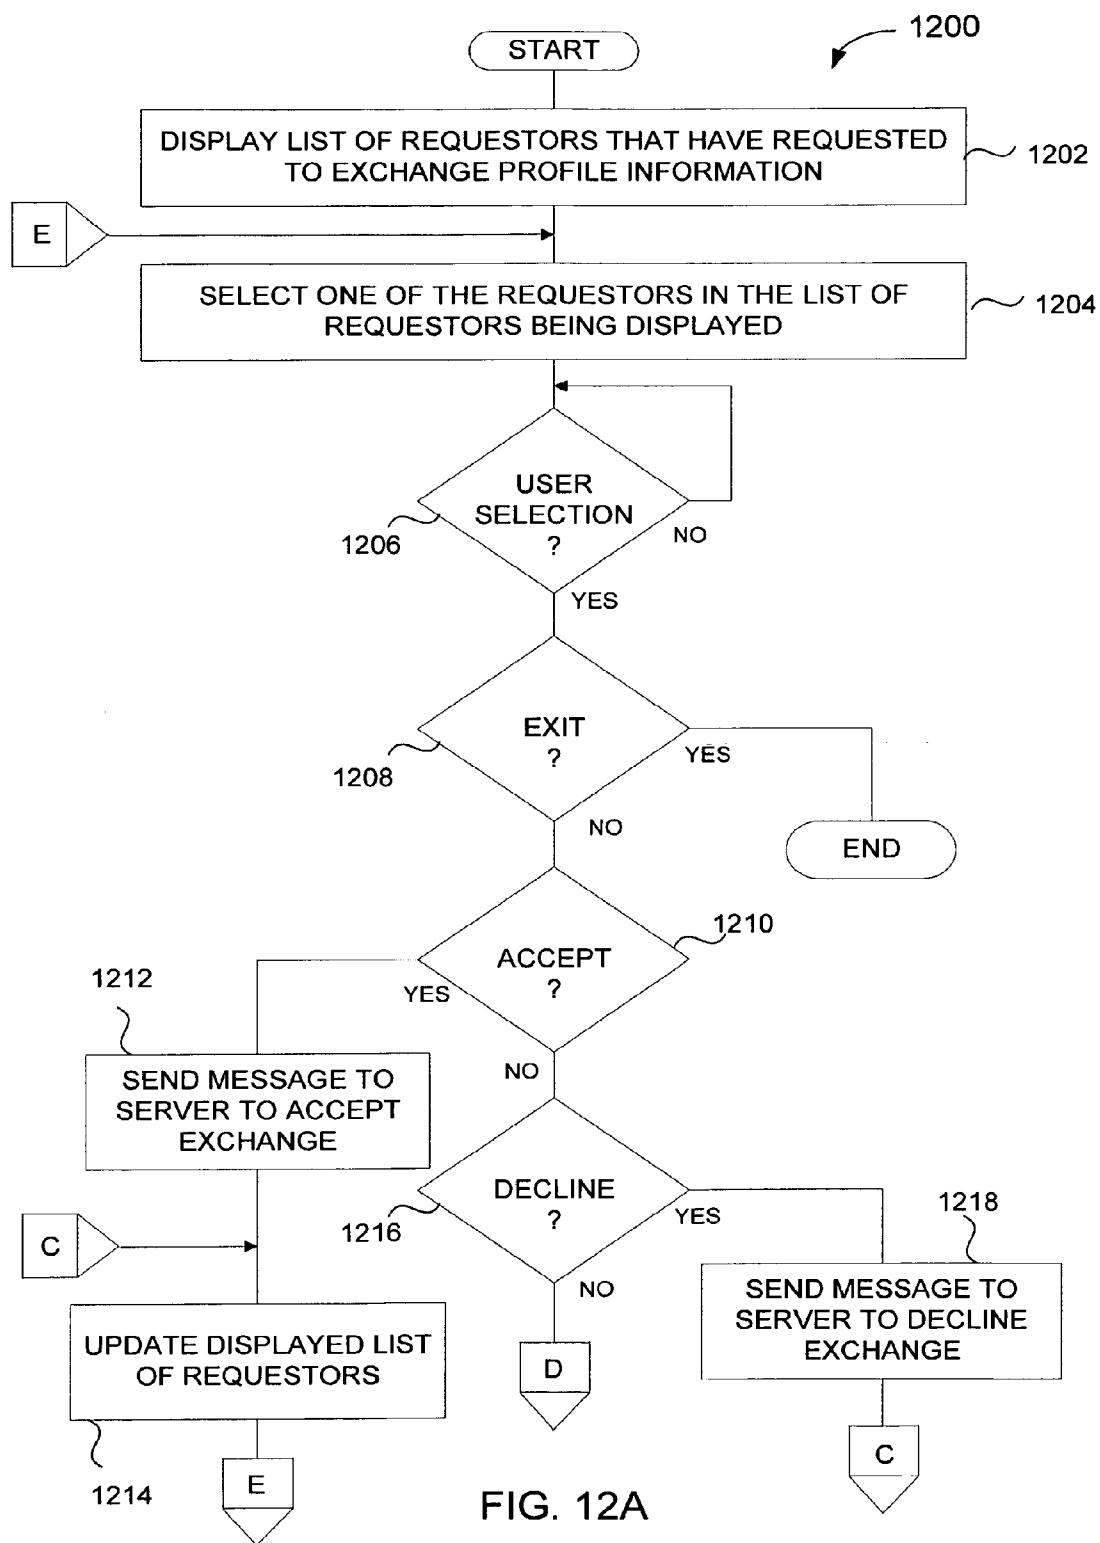 1200
START
DISPLAY LIST OF REQUESTORS THAT HAVE REQUESTED
TO EXCHANGE PROFILE INFORMATION
1202
E
SELECT ONE OF THE REQUESTORS IN THE LIST OF
REQUESTORS BEING DISPLAYED
1204
USER
SELECTION
?
1206
NO
YES
EXIT
?
1208
YES
NO
END
ACCEPT
?
1210
YES
NO
1212
SEND MESSAGE TO
SERVER TO ACCEPT
EXCHANGE
DECLINE
?
1216
YES
NO
1218
SEND MESSAGE TO
SERVER TO DECLINE
EXCHANGE
C
UPDATE DISPLAYED LIST
OF REQUESTORS
1214
D
E
C
FIG. 12A